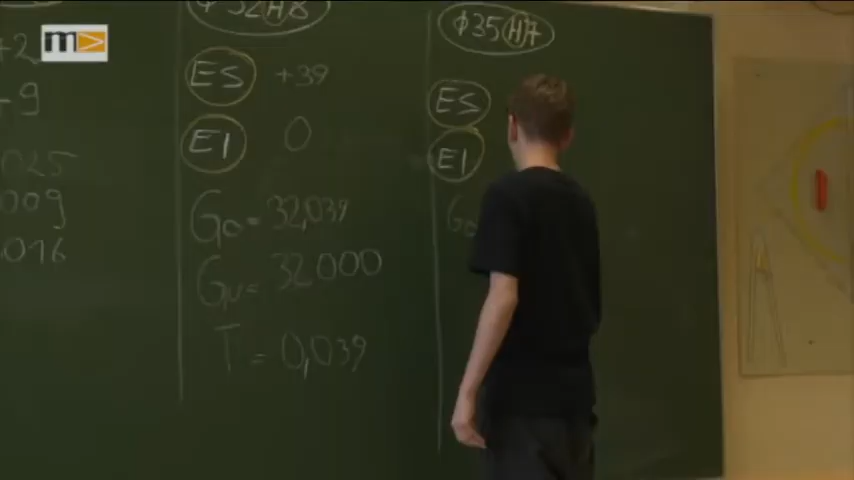 m>
+2
+9
025
009
,016
ϕ32H8
ES +39
EI 0
Go= 32,039
Gu= 32,000
T = 0,039
ϕ35H7
ES
EI
Go